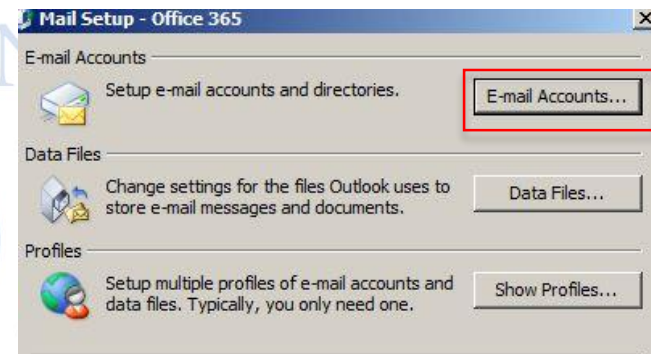 Mail Setup - Office 365
E-mail Accounts
Setup e-mail accounts and directories.
E-mail Accounts...
Data Files
Change settings for the files Outlook uses to
store e-mail messages and documents.
Data Files...
Profiles
Setup multiple profiles of e-mail accounts and
data files. Typically, you only need one.
Show Profiles...